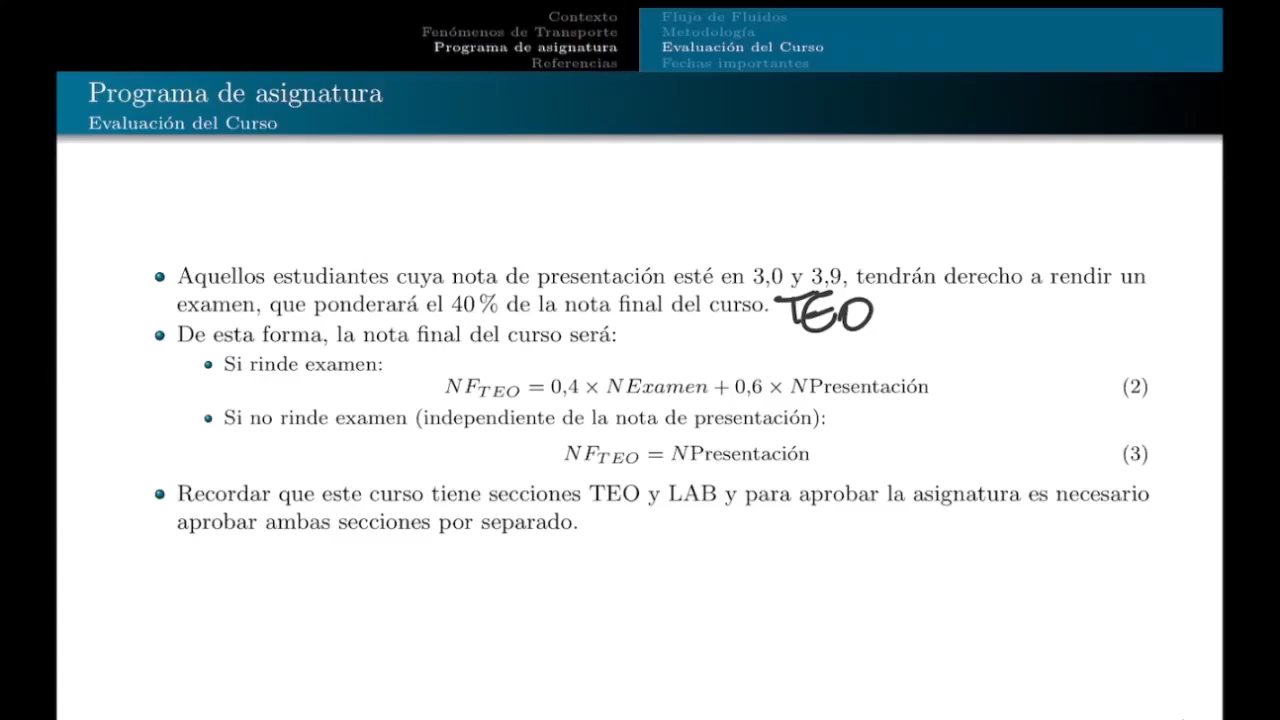 Contexto
Fenómenos de Transporte
Programa de asignatura
Referencias
Flujo de Fluidos
Metodología
Evaluación del Curso
Fechas importantes
Programa de asignatura
Evaluación del Curso
Aquellos estudiantes cuya nota de presentación esté en 3,0 y 3,9, tendrán derecho a rendir un
examen, que ponderará el 40 % de la nota final del curso. TEO
De esta forma, la nota final del curso será:
Si rinde examen:
NF_TEO = 0,4 × NExamen + 0,6 × NPresentación (2)
Si no rinde examen (independiente de la nota de presentación):
NF_TEO = NPresentación (3)
Recordar que este curso tiene secciones TEO y LAB y para aprobar la asignatura es necesario
aprobar ambas secciones por separado.